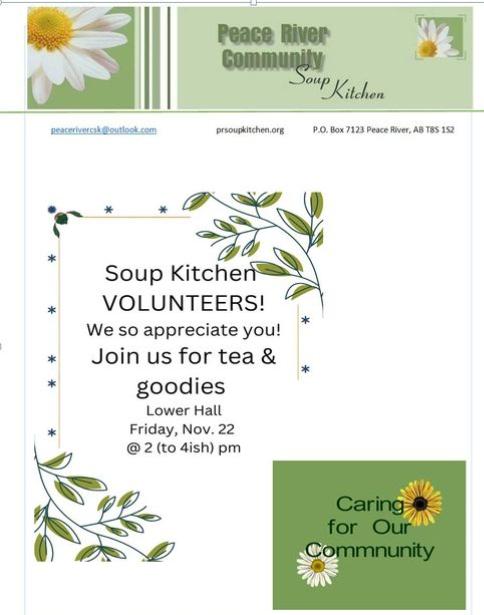 Peace River
Community
Soup
Kitchen
peacerivercsk@outlook.com prsoupkitchen.org P.O. Box 7123 Peace River, AB T8S 1S2
Soup Kitchen
VOLUNTEERS!
We so appreciate you!
Join us for tea &
goodies
Lower Hall
Friday, Nov. 22
@ 2 (to 4ish) pm
Caring
for Our
Commnunity